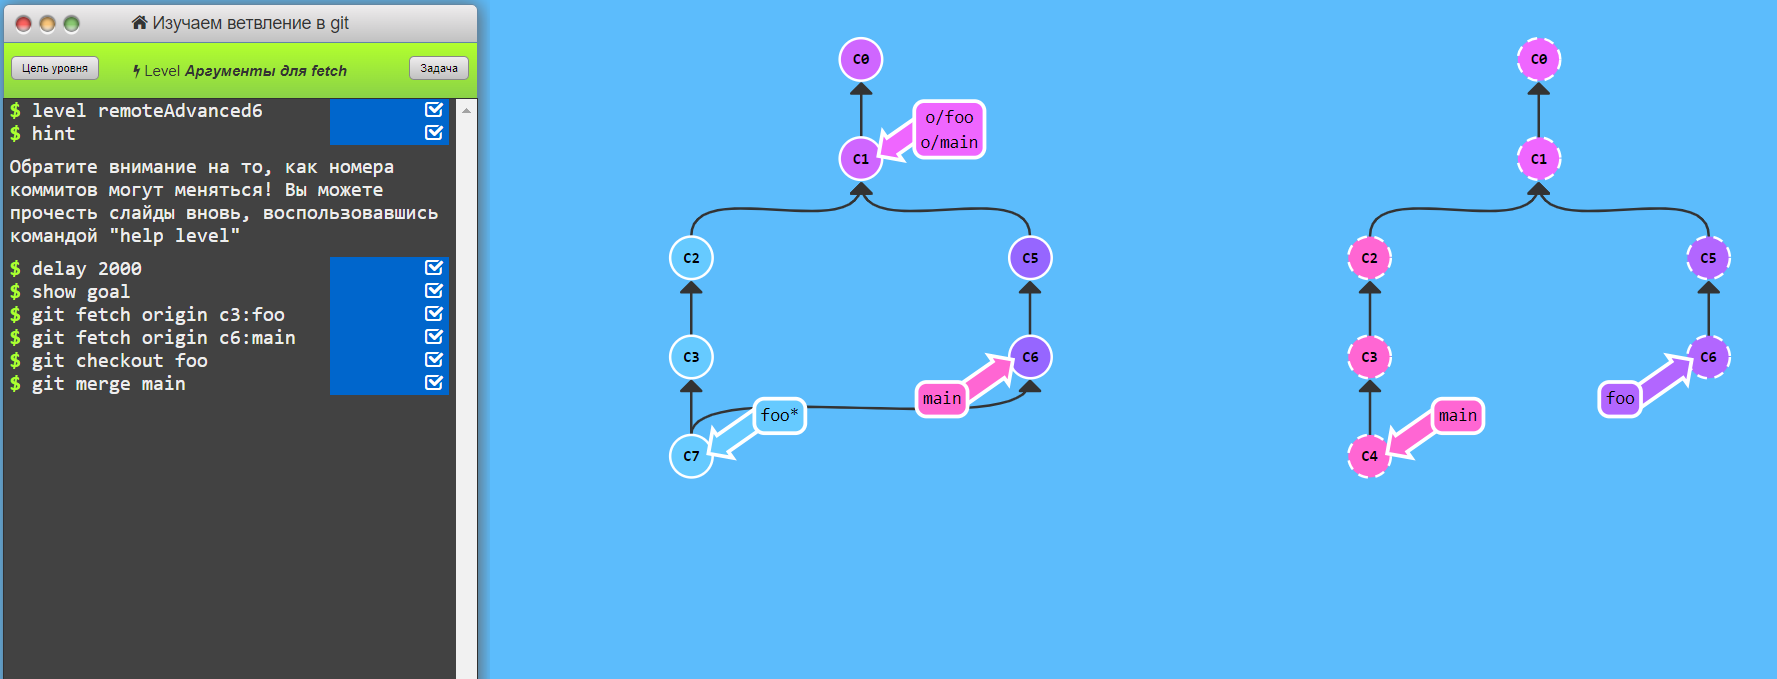 Изучаем ветвление в git
Цель уровня
Level Аргументы для fetch
Задача
$ level remoteAdvanced6
$ hint
Обратите внимание на то, как номера
коммитов могут меняться! Вы можете
прочесть слайды вновь, воспользовавшись
командой "help level"
$ delay 2000
$ show goal
$ git fetch origin c3:foo
$ git fetch origin c6:main
$ git checkout foo
$ git merge main
C0
o/foo
o/main
C1
C2
C5
C3
C6
main
foo*
C7
C0
C1
C2
C5
C3
C6
foo
main
C4